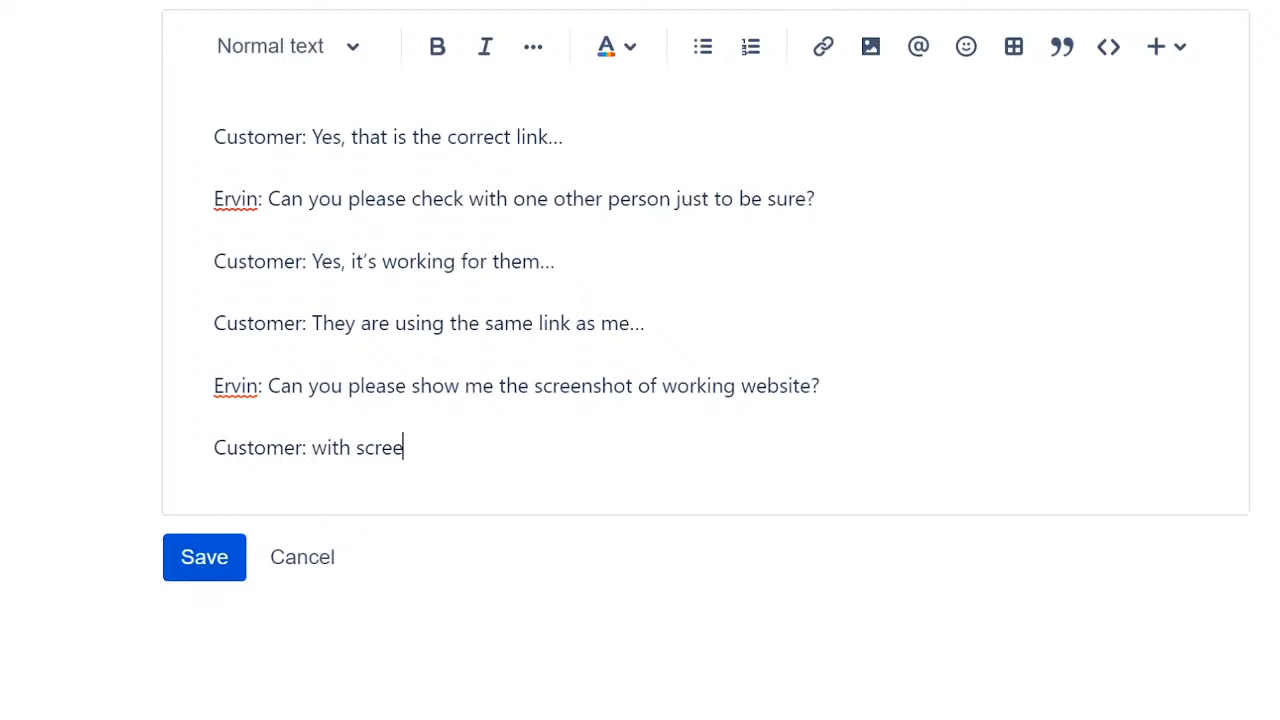 Normal text
Customer: Yes, that is the correct link...
Ervin: Can you please check with one other person just to be sure?
Customer: Yes, it’s working for them...
Customer: They are using the same link as me...
Ervin: Can you please show me the screenshot of working website?
Customer: with scree
Save Cancel